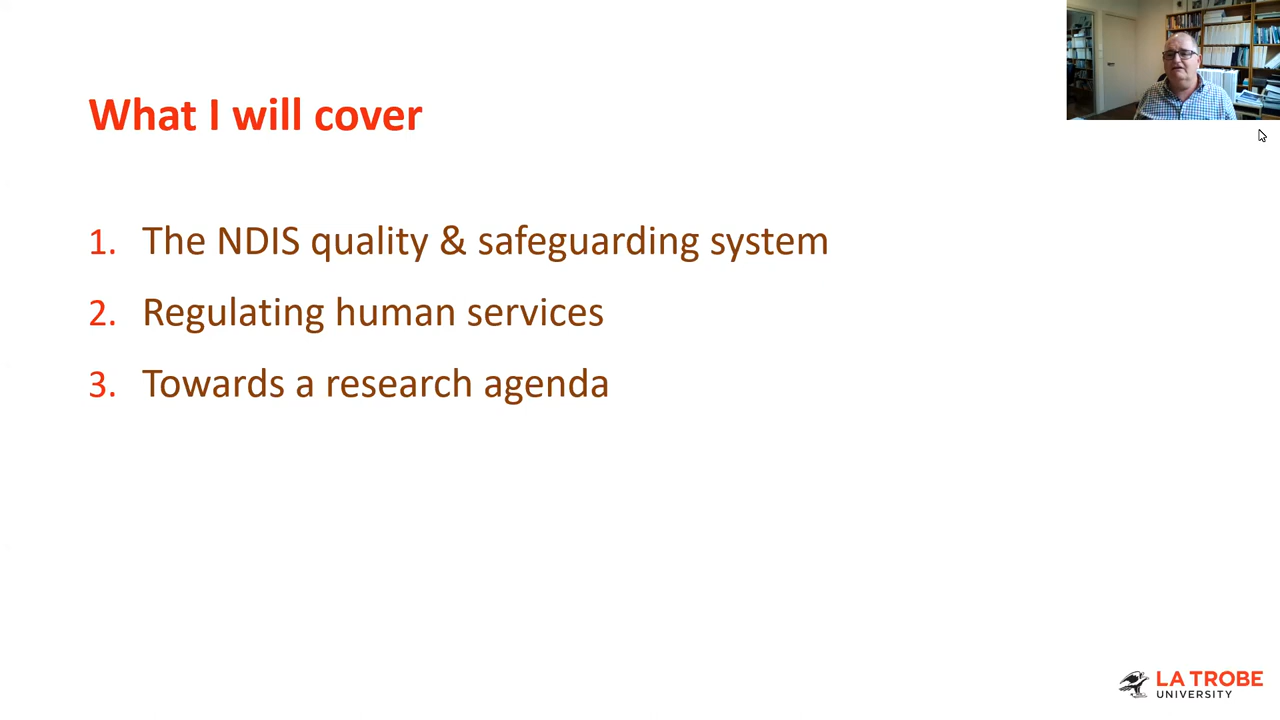 What I will cover
1. The NDIS quality & safeguarding system
2. Regulating human services
3. Towards a research agenda
LA TROBE
UNIVERSITY